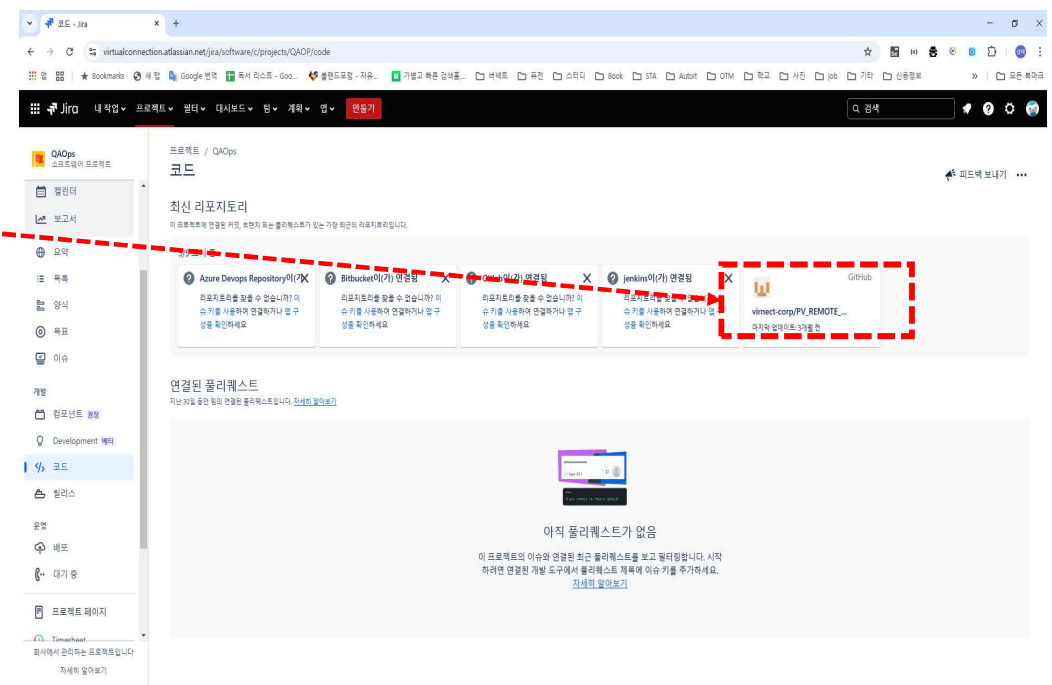 코드 - Jira
virtualconnection.atlassian.net/jira/software/c/projects/QAOP/code
앱
Bookmarks
새 탭
Google 번역
독서 리스트 - Goo...
블렌드포럼 - 자유...
가볍고 빠른 검색홈...
버넥트
퓨전
스터디
Book
STA
Autoit
OTM
학교
사진
job
기타
신용정보
»
모든 북마크
Jira
내 작업
프로젝트
필터
대시보드
팀
계획
앱
만들기
검색
QAOps
소프트웨어 프로젝트
캘린더
보고서
요약
목록
양식
목표
이슈
개발
컴포넌트 권장
Development 베타
코드
릴리스
운영
배포
대기 중
프로젝트 페이지
Timesheet
회사에서 관리하는 프로젝트입니다
자세히 알아보기
프로젝트 / QAOps
코드
피드백 보내기
최신 리포지토리
이 프로젝트에 연결된 커밋, 브랜치 또는 풀리퀘스트가 있는 가장 최근의 리포지토리입니다.
Azure Devops Repository이(가)
리포지토리를 찾을 수 없습니까? 이
슈 키를 사용하여 연결하거나 앱 구
성을 확인하세요
Bitbucket이(가) 연결됨
리포지토리를 찾을 수 없습니까? 이
슈 키를 사용하여 연결하거나 앱 구
성을 확인하세요
GitHub이(가) 연결됨
리포지토리를 찾을 수 없습니까? 이
슈 키를 사용하여 연결하거나 앱 구
성을 확인하세요
jenkins이(가) 연결됨
리포지토리를 찾을 수 없습니까? 이
슈 키를 사용하여 연결하거나 앱 구
성을 확인하세요
GitHub
virnect-corp/PV_REMOTE_...
마지막 업데이트: 3개월 전
연결된 풀리퀘스트
지난 30일 동안 팀의 연결된 풀리퀘스트입니다. 자세히 알아보기
아직 풀리퀘스트가 없음
이 프로젝트의 이슈와 연결된 최근 풀리퀘스트를 보고 필터링합니다. 시작
하려면 연결된 개발 도구에서 풀리퀘스트 제목에 이슈 키를 추가하세요.
자세히 알아보기